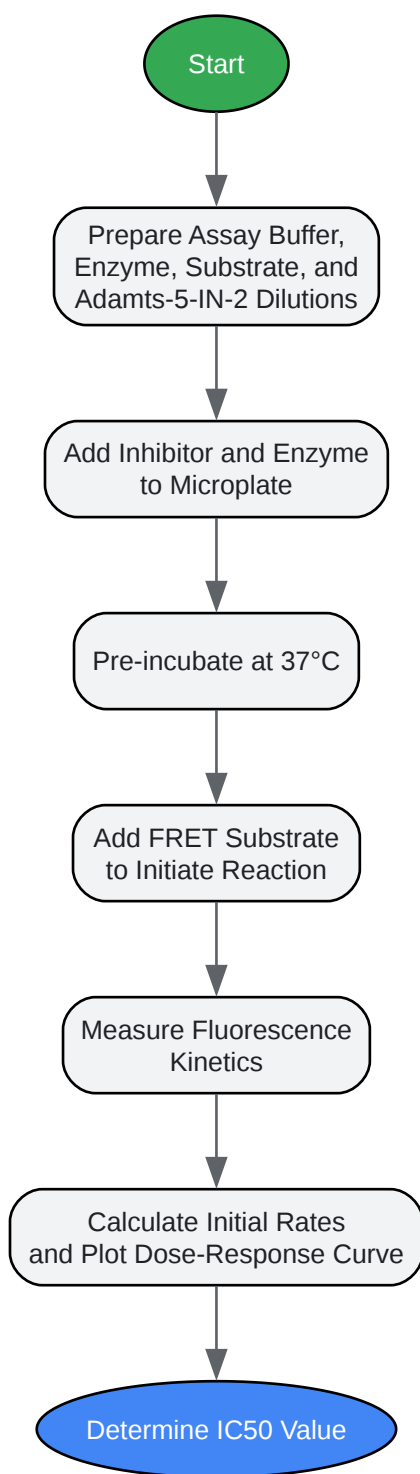 Start
Prepare Assay Buffer,
Enzyme, Substrate, and
Adamts-5-IN-2 Dilutions
Add Inhibitor and Enzyme
to Microplate
Pre-incubate at 37°C
Add FRET Substrate
to Initiate Reaction
Measure Fluorescence
Kinetics
Calculate Initial Rates
and Plot Dose-Response Curve
Determine IC50 Value